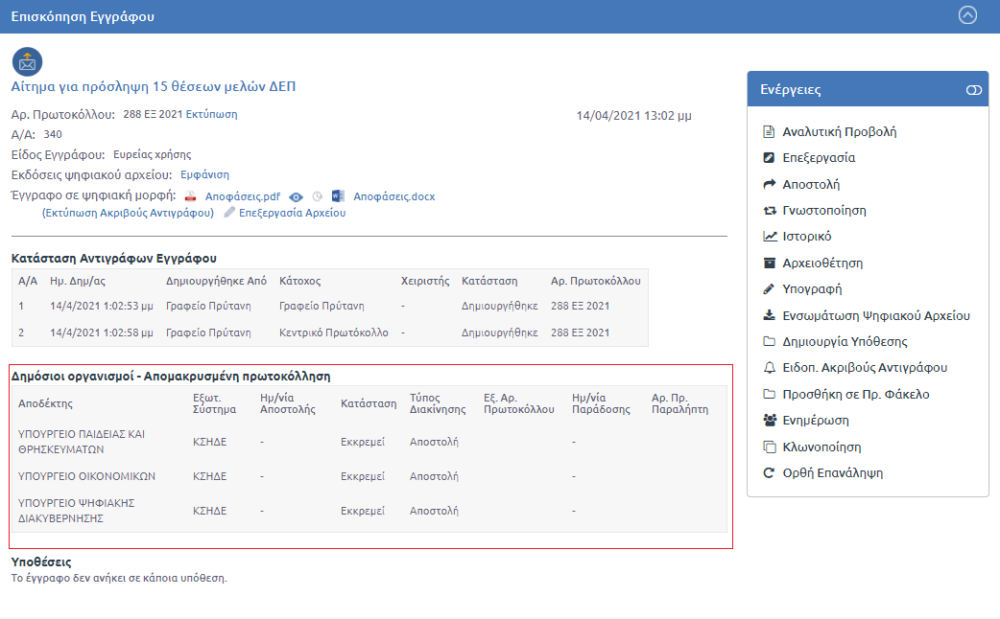 Επισκόπηση Εγγράφου
Αίτημα για πρόσληψη 15 θέσεων μελών ΔΕΠ
Αρ. Πρωτοκόλλου: 288 ΕΞ 2021 Εκτύπωση 14/04/2021 13:02 μμ
Α/Α: 340
Είδος Εγγράφου: Ευρείας χρήσης
Εκδόσεις ψηφιακού αρχείου: Εμφάνιση
Έγγραφο σε ψηφιακή μορφή: Αποφάσεις.pdf Αποφάσεις.docx
(Εκτύπωση Ακριβούς Αντιγράφου) Επεξεργασία Αρχείου
Κατάσταση Αντιγράφων Εγγράφου
Α/Α Ημ. Δημ/ας Δημιουργήθηκε Από Κάτοχος Χειριστής Κατάσταση Αρ. Πρωτοκόλλου
1 14/4/2021 1:02:53 μμ Γραφείο Πρύτανη Γραφείο Πρύτανη - Δημιουργήθηκε 288 ΕΞ 2021
2 14/4/2021 1:02:58 μμ Γραφείο Πρύτανη Κεντρικό Πρωτόκολλο - Δημιουργήθηκε 288 ΕΞ 2021
Δημόσιοι οργανισμοί - Απομακρυσμένη πρωτοκόλληση
Αποδέκτης Εξωτ. Σύστημα Ημ/νία Αποστολής Κατάσταση Τύπος Διακίνησης Εξ. Αρ. Πρωτοκόλλου Ημ/νία Παράδοσης Αρ. Πρ. Παραλήπτη
ΥΠΟΥΡΓΕΙΟ ΠΑΙΔΕΙΑΣ ΚΑΙ
ΘΡΗΣΚΕΥΜΑΤΩΝ ΚΣΗΔΕ - Εκκρεμεί Αποστολή -
ΥΠΟΥΡΓΕΙΟ ΟΙΚΟΝΟΜΙΚΩΝ ΚΣΗΔΕ - Εκκρεμεί Αποστολή -
ΥΠΟΥΡΓΕΙΟ ΨΗΦΙΑΚΗΣ
ΔΙΑΚΥΒΕΡΝΗΣΗΣ ΚΣΗΔΕ - Εκκρεμεί Αποστολή -
Υποθέσεις
Το έγγραφο δεν ανήκει σε κάποια υπόθεση.
Ενέργειες
Αναλυτική Προβολή
Επεξεργασία
Αποστολή
Γνωστοποίηση
Ιστορικό
Αρχειοθέτηση
Υπογραφή
Ενσωμάτωση Ψηφιακού Αρχείου
Δημιουργία Υπόθεσης
Ειδοπ. Ακριβούς Αντιγράφου
Προσθήκη σε Πρ. Φάκελο
Ενημέρωση
Κλωνοποίηση
Ορθή Επανάληψη